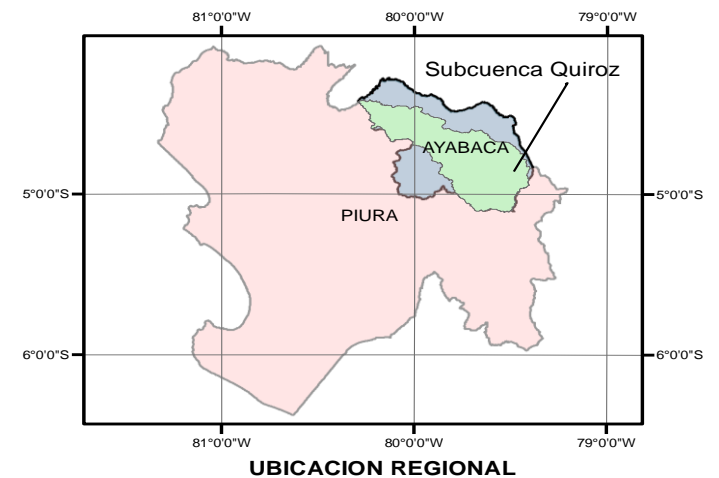 81°0'0"W 80°0'0"W 79°0'0"W
Subcuenca Quiroz
AYABACA
5°0'0"S 5°0'0"S
PIURA
6°0'0"S 6°0'0"S
81°0'0"W 80°0'0"W 79°0'0"W
UBICACION REGIONAL